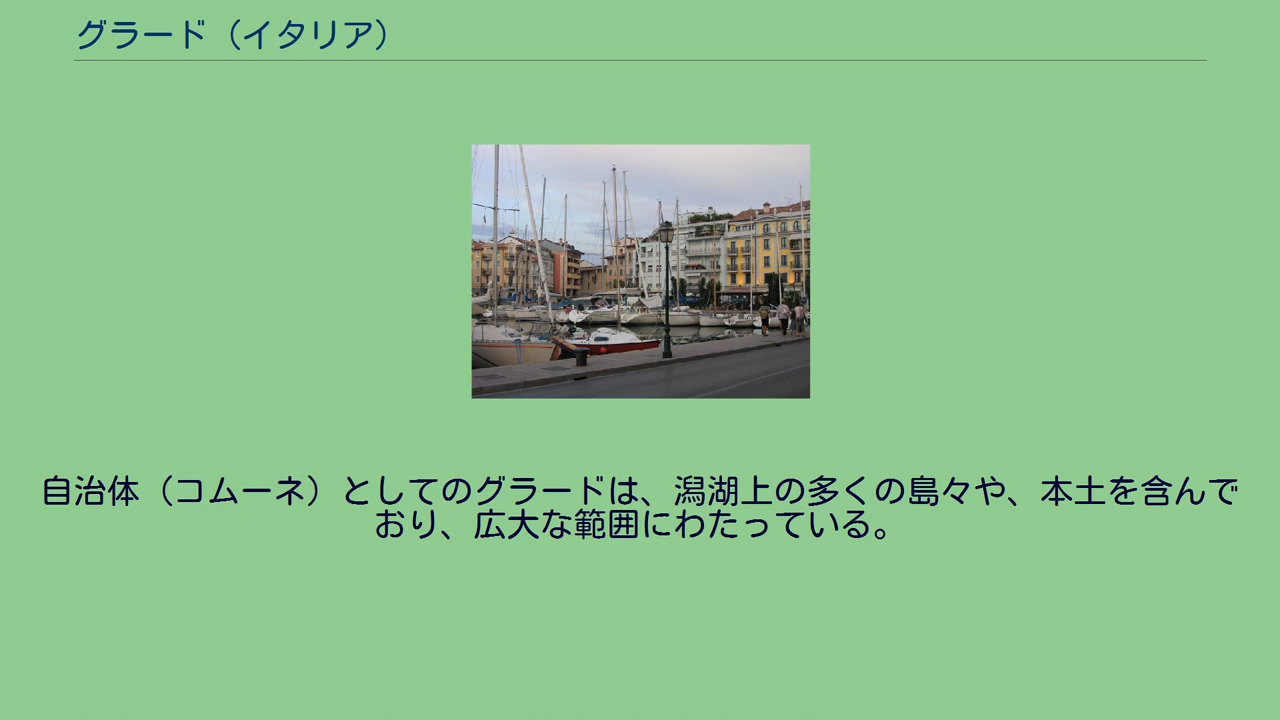 グラード（イタリア）
自治体（コムーネ）としてのグラードは、潟湖上の多くの島々や、本土を含んで
おり、広大な範囲にわたっている。